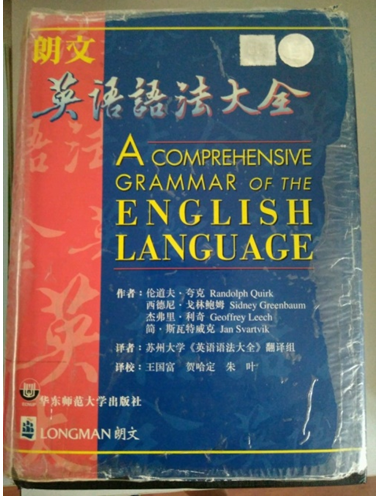 朗文
英语語法大全
A COMPREHENSIVE
GRAMMAR OF THE
ENGLISH
LANGUAGE
作者：伦道夫·夸克 Randolph Quirk
西德尼·戈林鲍姆 Sidney Greenbaum
杰弗里·利奇 Geoffrey Leech
简·斯瓦特威克 Jan Svartvik
译者：苏州大学《英语语法大全》翻译组
译校：王国富 贺哈定 朱 叶
华东师范大学出版社
LONGMAN 朗文